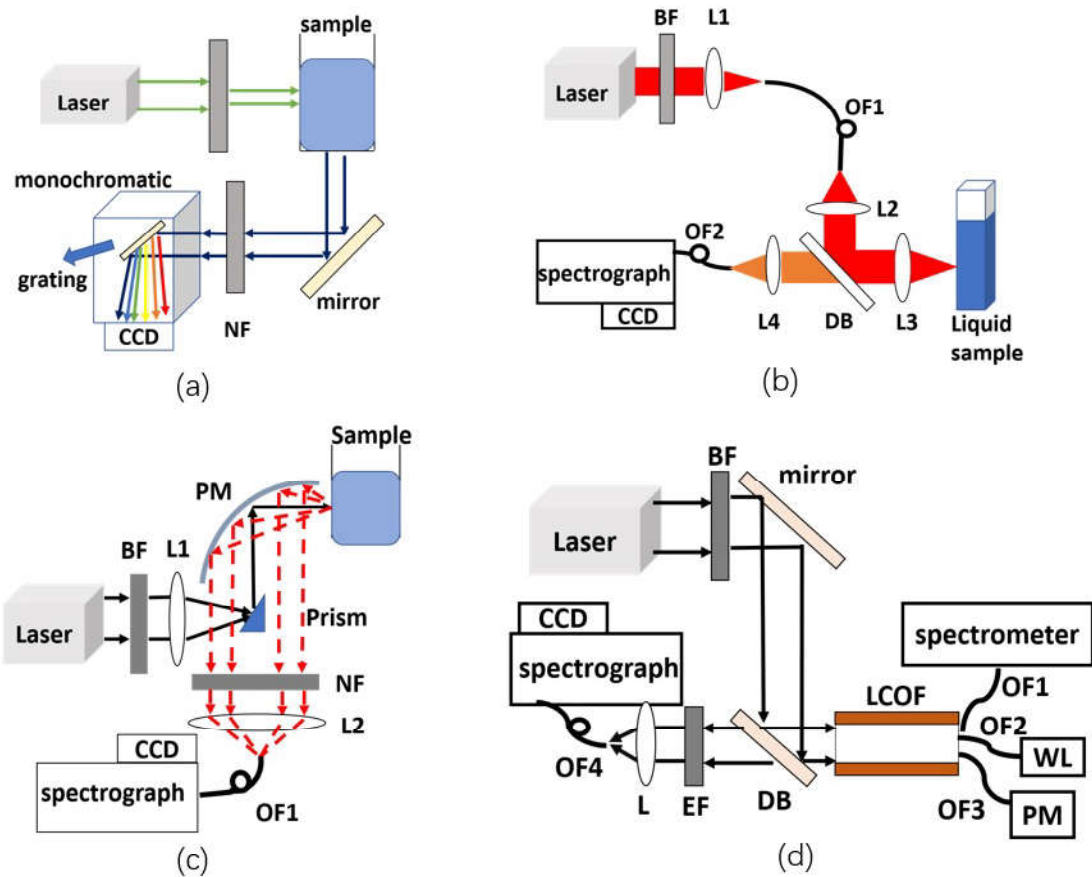 sample
Laser
monochromatic
grating
CCD
NF
mirror
(a)
BF
L1
Laser
OF1
L2
OF2
spectrograph
CCD
L4
DB
L3
Liquid
sample
(b)
Sample
PM
BF
L1
Laser
Prism
NF
L2
CCD
spectrograph
OF1
(c)
BF
mirror
Laser
CCD
spectrograph
spectrometer
LCOF
OF1
OF2
WL
OF4
L
EF
DB
OF3
PM
(d)